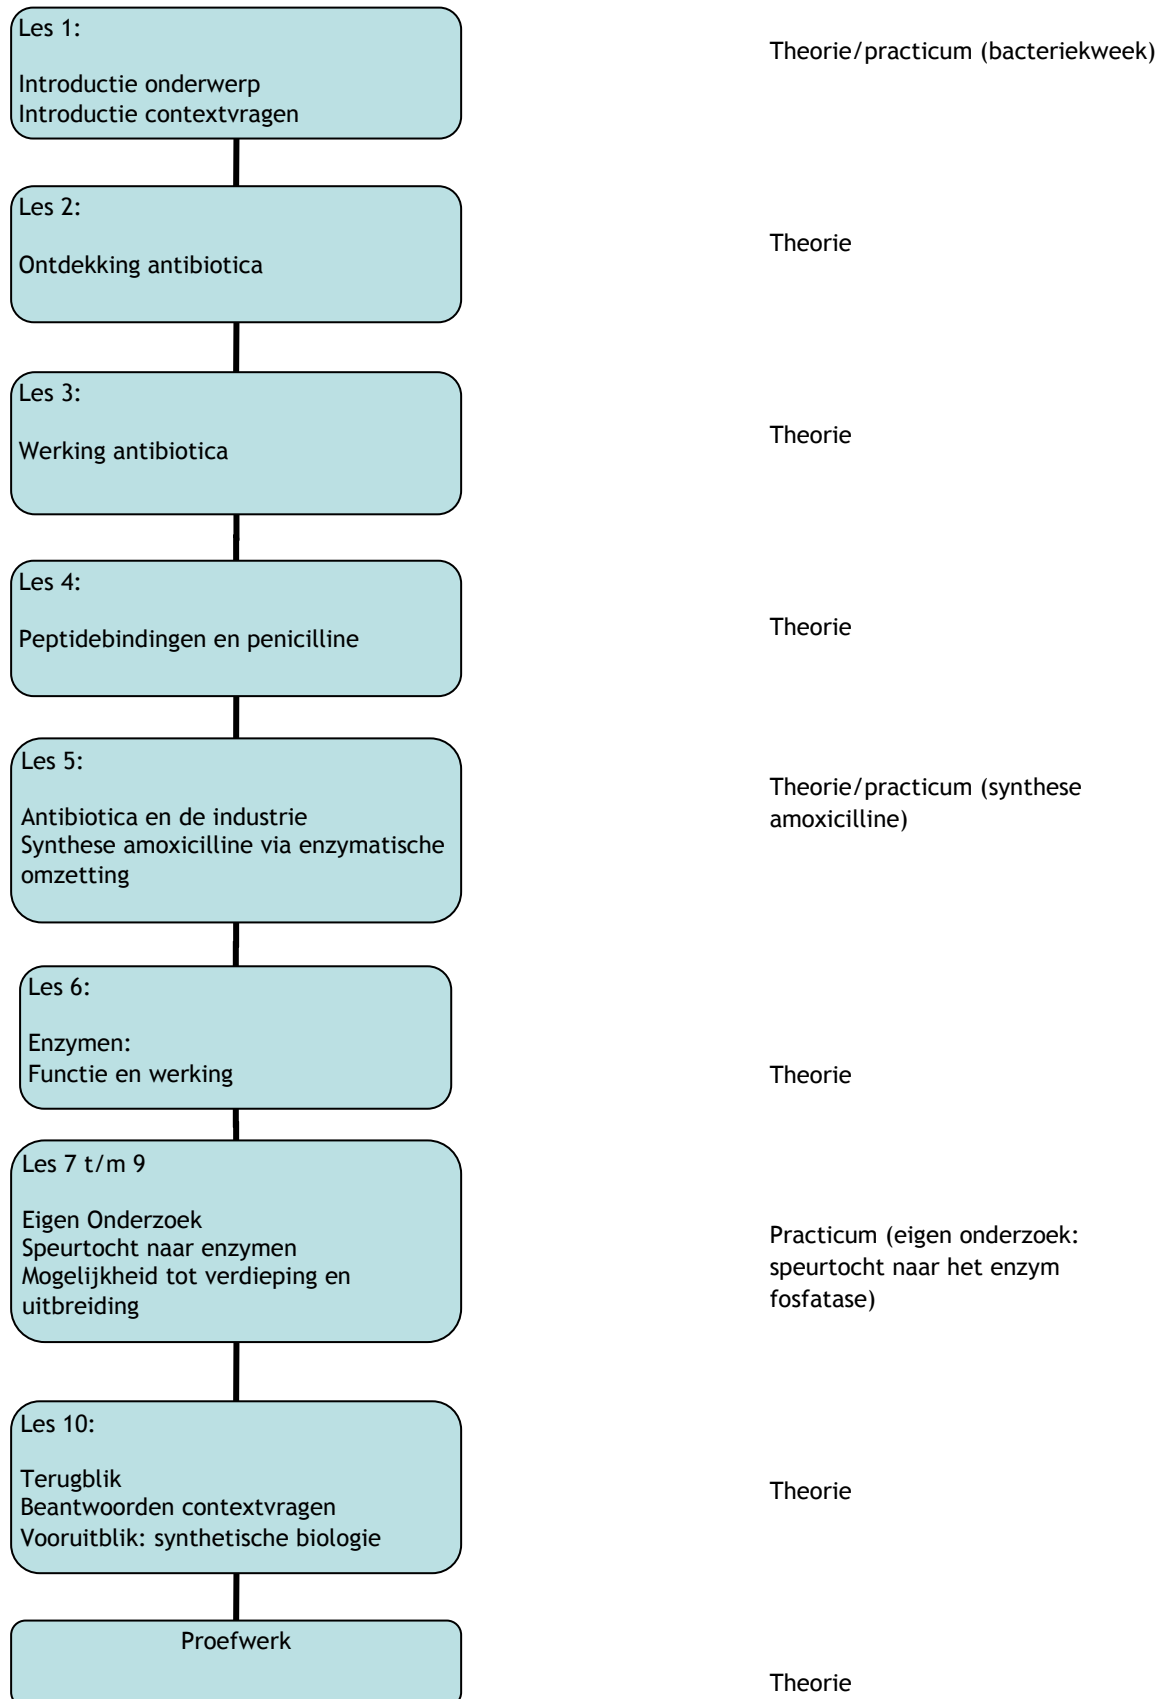 Les 1:
Theorie/practicum (bacteriekweek)
Introductie onderwerp
Introductie contextvragen
Les 2:
Theorie
Ontdekking antibiotica
Les 3:
Theorie
Werking antibiotica
Les 4:
Theorie
Peptidebindingen en penicilline
Les 5:
Theorie/practicum (synthese
amoxicilline)
Antibiotica en de industrie
Synthese amoxicilline via enzymatische
omzetting
Les 6:
Enzymen:
Functie en werking
Theorie
Les 7 t/m 9
Eigen Onderzoek
Speurtocht naar enzymen
Mogelijkheid tot verdieping en
uitbreiding
Practicum (eigen onderzoek:
speurtocht naar het enzym
fosfatase)
Les 10:
Terugblik
Beantwoorden contextvragen
Vooruitblik: synthetische biologie
Theorie
Proefwerk
Theorie